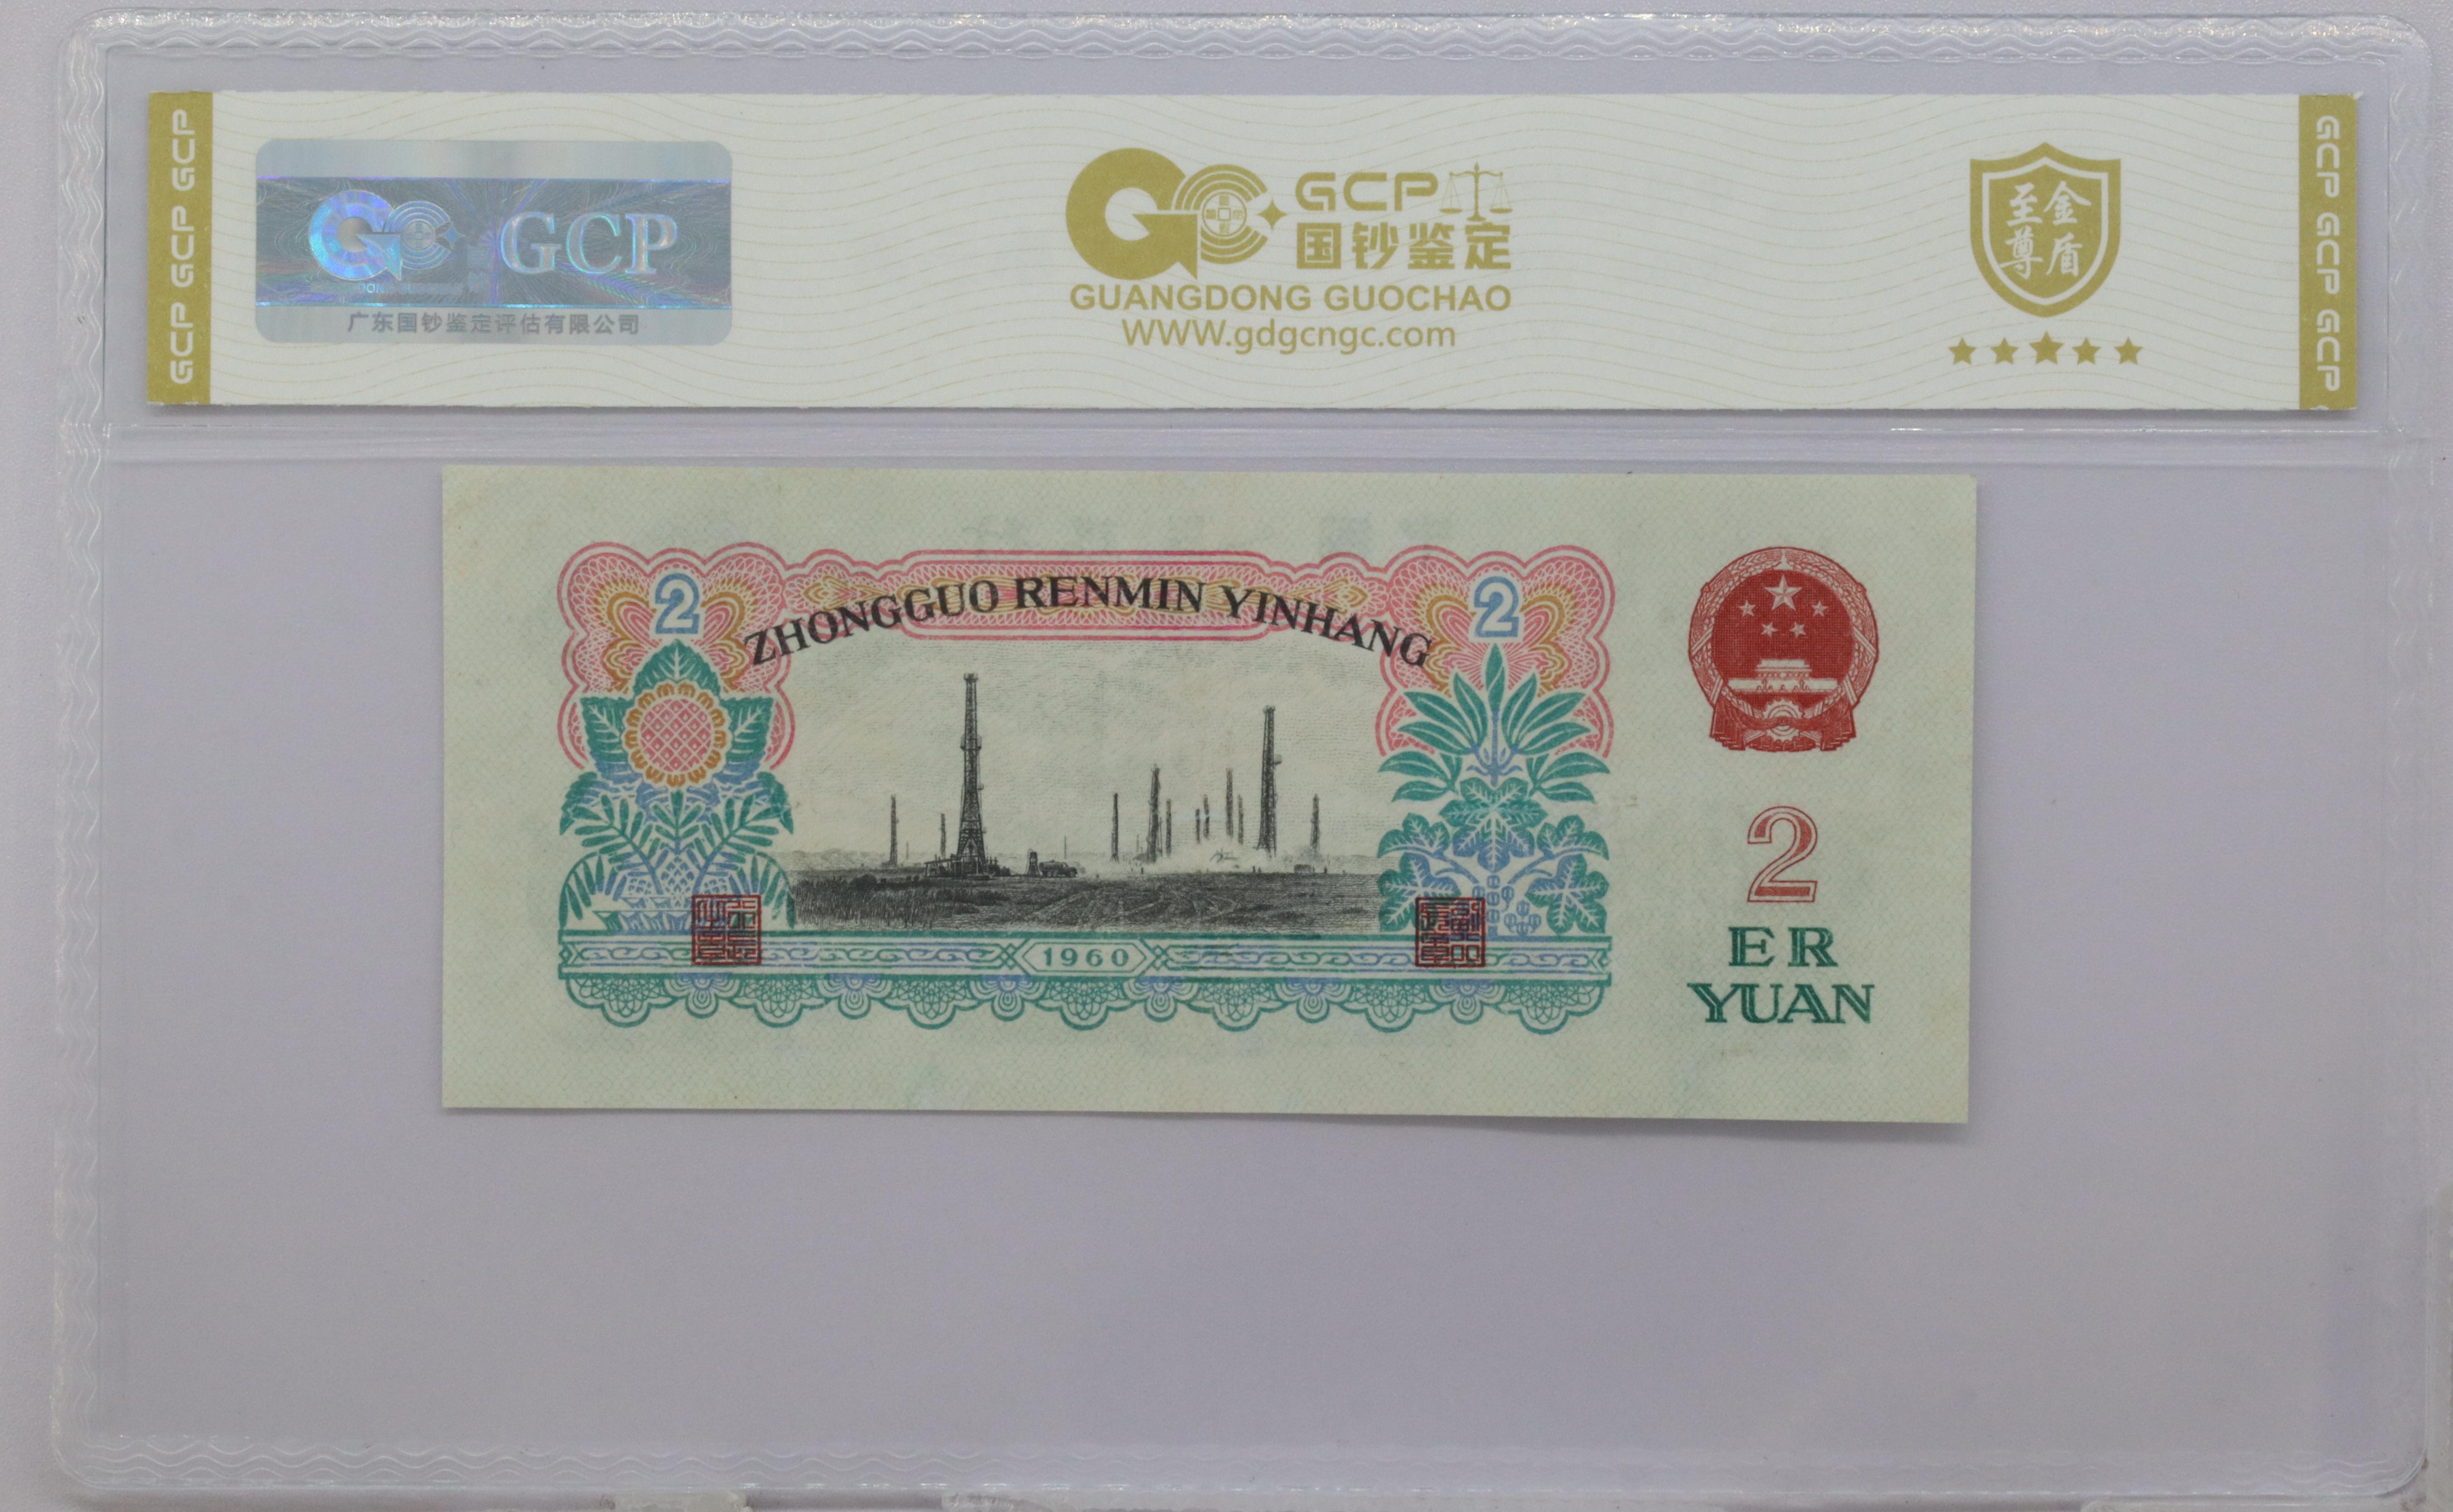 GCP GCP GCP
GCP
广东国钞鉴定评估有限公司
GC GCP
国钞鉴定
GUANGDONG GUOCHAO
WWW.gdgcngc.com
至金
尊盾
GCP GCP GCP
2
2
ZHONGGUO RENMIN YINHANG
1960
2
ER
YUAN